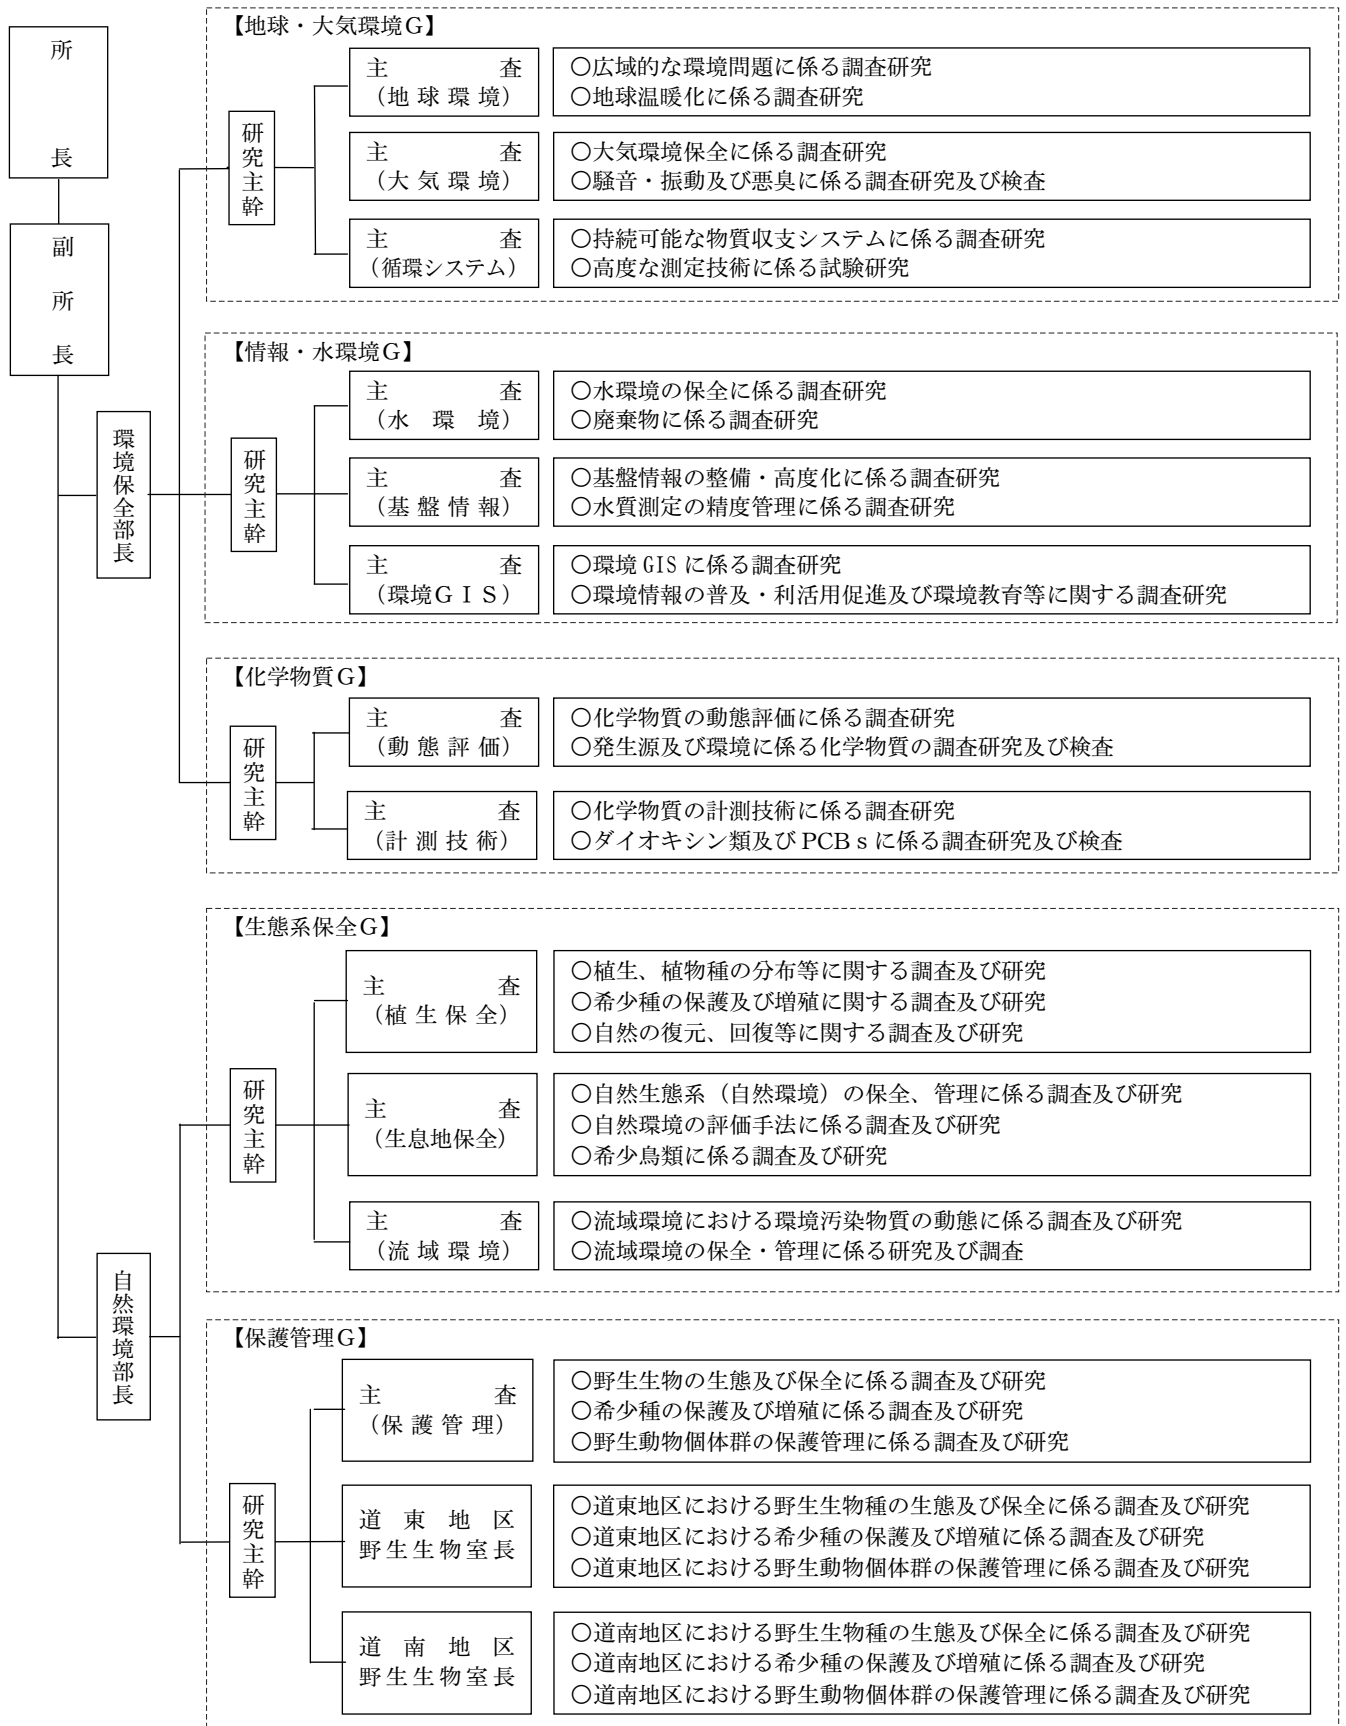 所長
副所長
環境保全部長
【地球・大気環境G】
研究主幹
主　査
（地球環境）
○広域的な環境問題に係る調査研究
○地球温暖化に係る調査研究
主　査
（大気環境）
○大気環境保全に係る調査研究
○騒音・振動及び悪臭に係る調査研究及び検査
主　査
（循環システム）
○持続可能な物質収支システムに係る調査研究
○高度な測定技術に係る試験研究
【情報・水環境G】
研究主幹
主　査
（水環境）
○水環境の保全に係る調査研究
○廃棄物に係る調査研究
主　査
（基盤情報）
○基盤情報の整備・高度化に係る調査研究
○水質測定の精度管理に係る調査研究
主　査
（環境GIS）
○環境GISに係る調査研究
○環境情報の普及・利活用促進及び環境教育等に関する調査研究
【化学物質G】
研究主幹
主　査
（動態評価）
○化学物質の動態評価に係る調査研究
○発生源及び環境に係る化学物質の調査研究及び検査
主　査
（計測技術）
○化学物質の計測技術に係る調査研究
○ダイオキシン類及びPCBｓに係る調査研究及び検査
自然環境部長
【生態系保全G】
研究主幹
主　査
（植生保全）
○植生、植物種の分布等に関する調査及び研究
○希少種の保護及び増殖に関する調査及び研究
○自然の復元、回復等に関する調査及び研究
主　査
（生息地保全）
○自然生態系（自然環境）の保全、管理に係る調査及び研究
○自然環境の評価手法に係る調査及び研究
○希少鳥類に係る調査及び研究
主　査
（流域環境）
○流域環境における環境汚染物質の動態に係る調査及び研究
○流域環境の保全・管理に係る研究及び調査
【保護管理G】
研究主幹
主　査
（保護管理）
○野生生物の生態及び保全に係る調査及び研究
○希少種の保護及び増殖に係る調査及び研究
○野生動物個体群の保護管理に係る調査及び研究
道東地区
野生生物室長
○道東地区における野生生物種の生態及び保全に係る調査及び研究
○道東地区における希少種の保護及び増殖に係る調査及び研究
○道東地区における野生動物個体群の保護管理に係る調査及び研究
道南地区
野生生物室長
○道南地区における野生生物種の生態及び保全に係る調査及び研究
○道南地区における希少種の保護及び増殖に係る調査及び研究
○道南地区における野生動物個体群の保護管理に係る調査及び研究